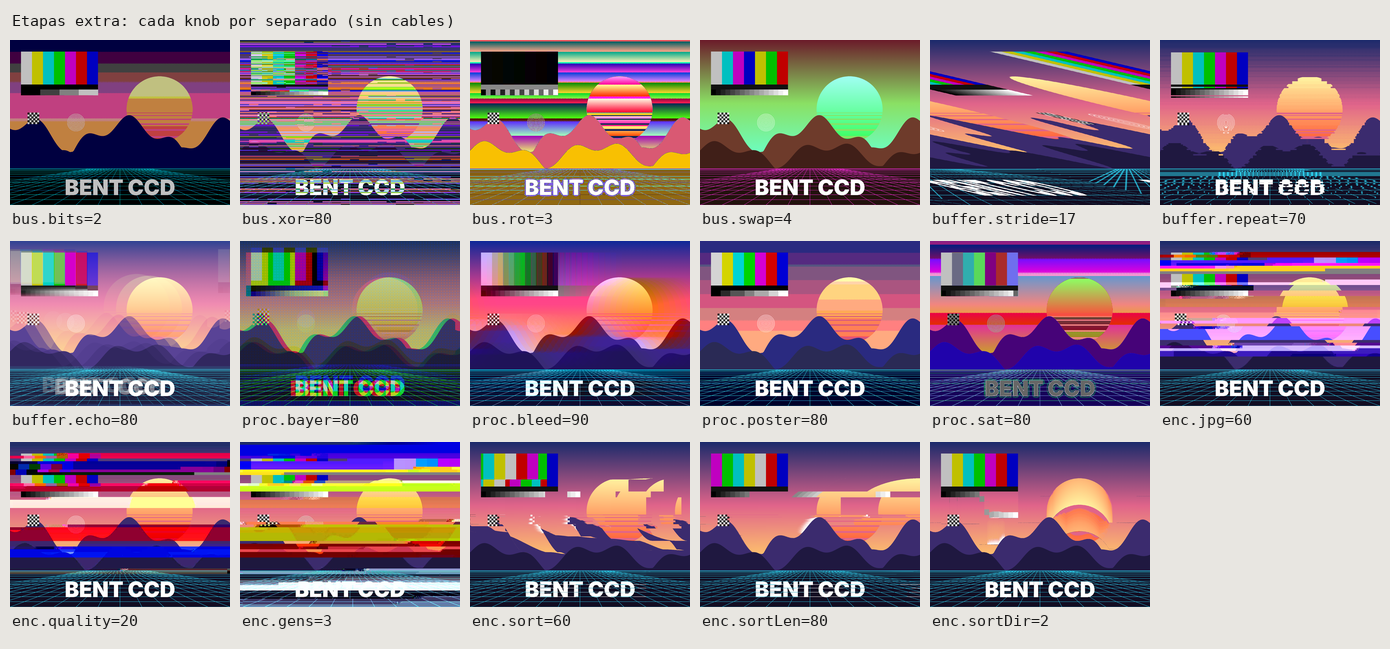 Etapas extra: cada knob por separado (sin cables)
BENT CCD BENT CCD BENT CCD BENT CCD BENT CCD
bus.bits=2 bus.xor=80 bus.rot=3 bus.swap=4 buffer.stride=17 buffer.repeat=70
BENT CCD BENT CCD BENT CCD BENT CCD BENT CCD BENT CCD
buffer.echo=80 proc.bayer=80 proc.bleed=90 proc.poster=80 proc.sat=80 enc.jpg=60
BENT CCD BENT CCD BENT CCD BENT CCD BENT CCD
enc.quality=20 enc.gens=3 enc.sort=60 enc.sortLen=80 enc.sortDir=2